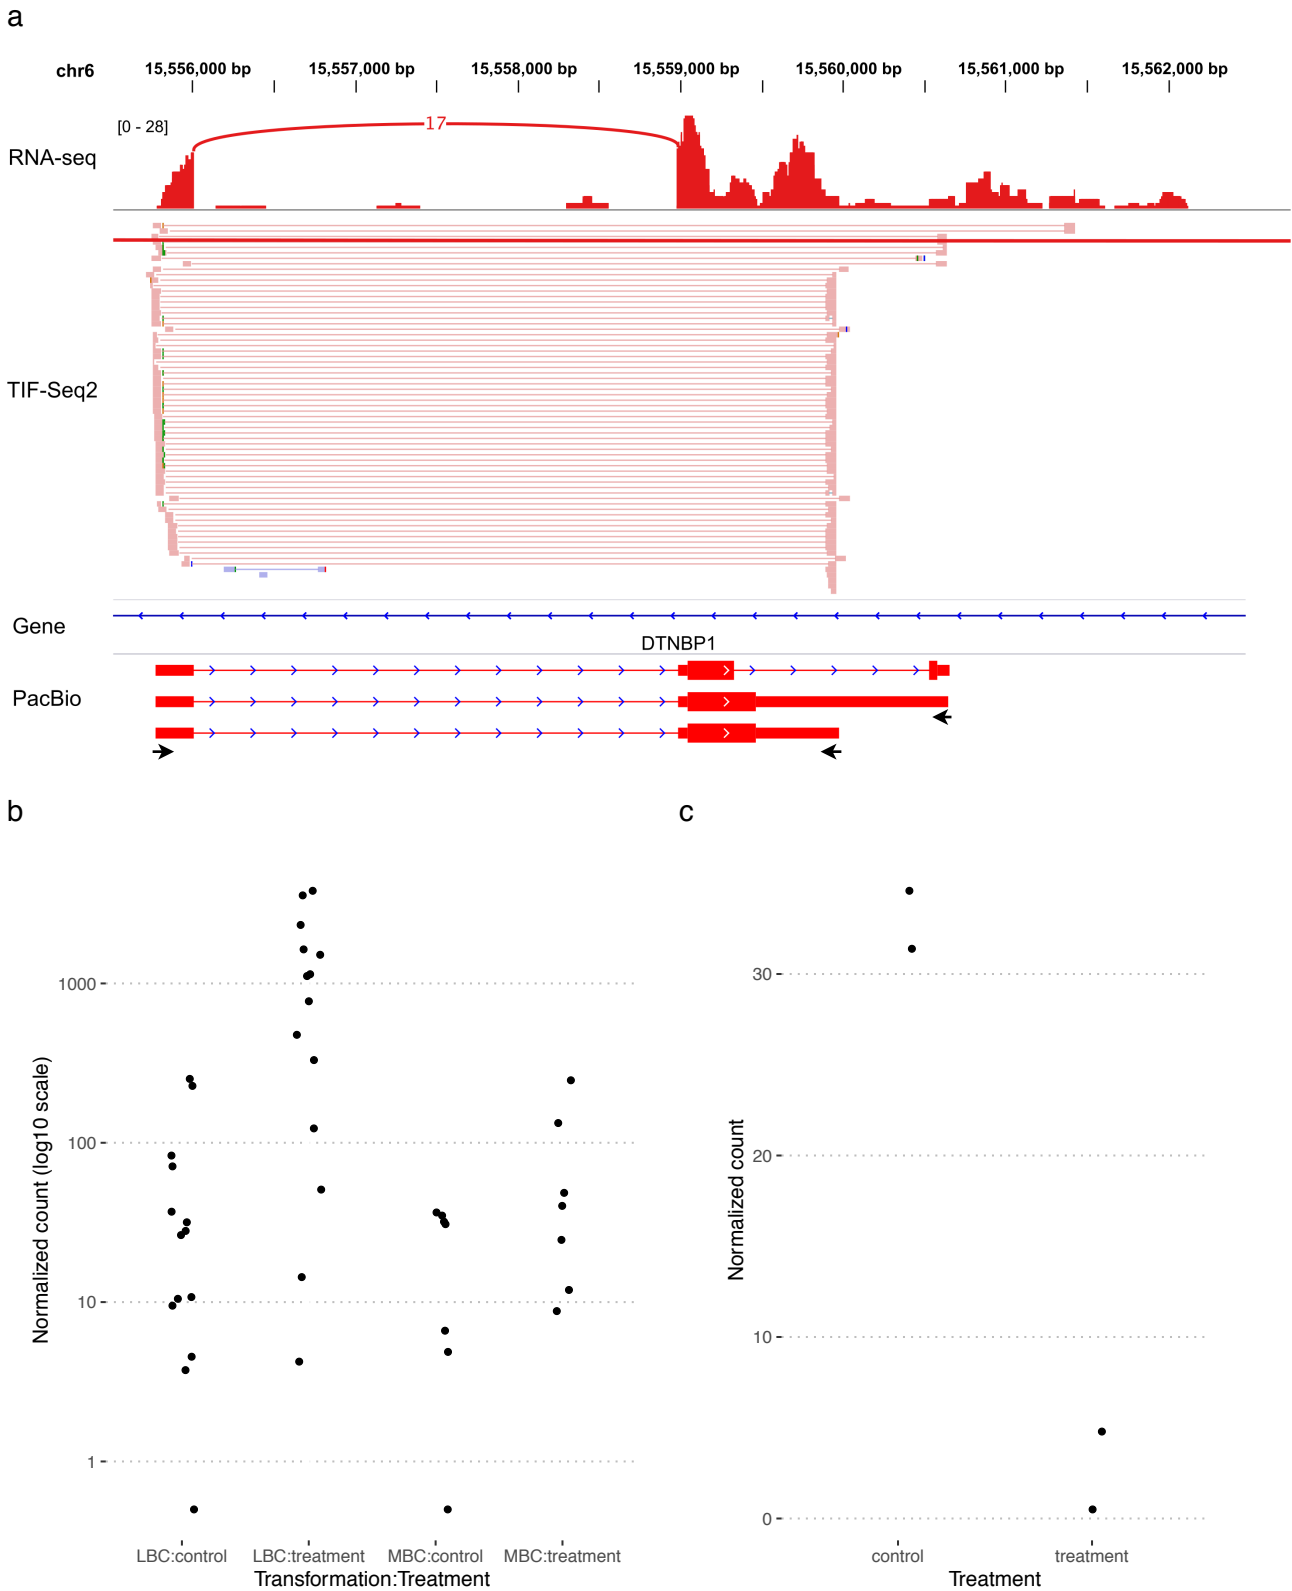 a
chr6
15,556,000 bp 15,557,000 bp 15,558,000 bp 15,559,000 bp 15,560,000 bp 15,561,000 bp 15,562,000 bp
[0 - 28]
17
RNA-seq
TIF-Seq2
Gene
DTNBP1
PacBio
b
Normalized count (log10 scale)
1000
100
10
1
LBC:control LBC:treatment MBC:control MBC:treatment
Transformation:Treatment
c
Normalized count
30
20
10
0
control treatment
Treatment